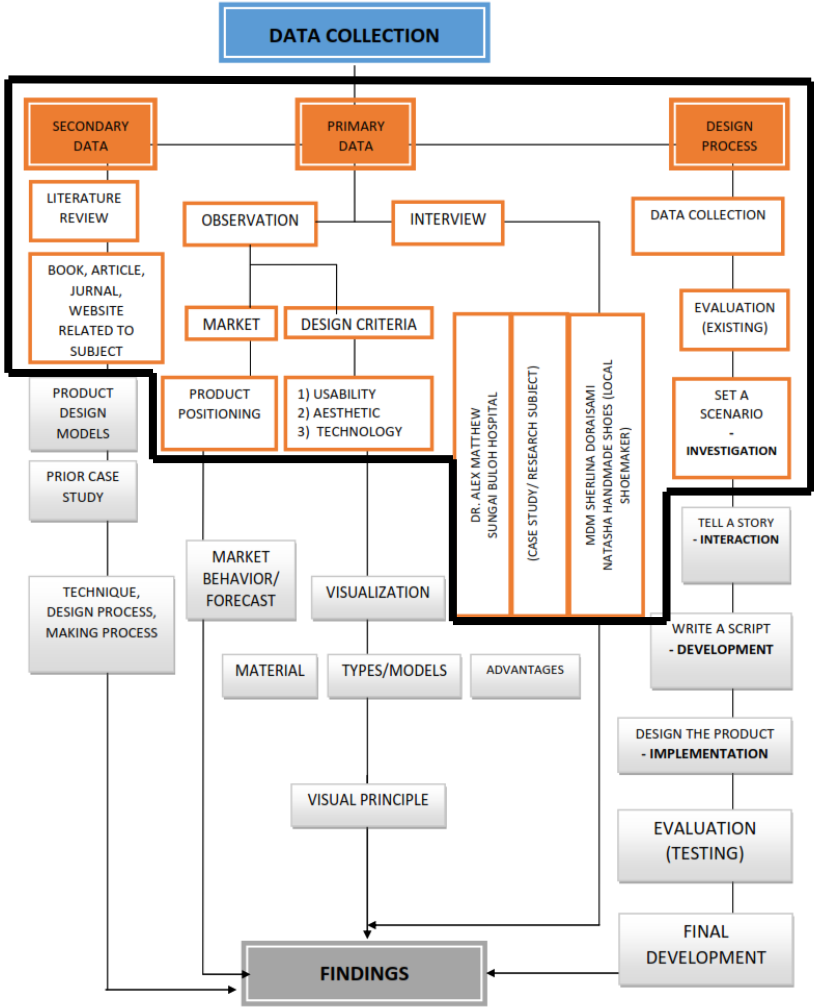 DATA COLLECTION
SECONDARY
DATA
PRIMARY
DATA
DESIGN
PROCESS
LITERATURE
REVIEW
OBSERVATION
INTERVIEW
DATA COLLECTION
BOOK, ARTICLE,
JURNAL,
WEBSITE
RELATED TO
SUBJECT
MARKET
DESIGN CRITERIA
EVALUATION
(EXISTING)
PRODUCT
POSITIONING
1) USABILITY
2) AESTHETIC
3) TECHNOLOGY
DR. ALEX MATTHEW
SUNGAI BULOH HOSPITAL
(CASE STUDY/ RESEARCH SUBJECT)
MDM SHERLINA DORAISAMI
NATASHA HANDMADE SHOES (LOCAL
SHOEMAKER)
SET A
SCENARIO
-
INVESTIGATION
PRODUCT
DESIGN
MODELS
PRIOR CASE
STUDY
TELL A STORY
- INTERACTION
MARKET
BEHAVIOR/
FORECAST
TECHNIQUE,
DESIGN PROCESS,
MAKING PROCESS
VISUALIZATION
WRITE A SCRIPT
- DEVELOPMENT
MATERIAL
TYPES/MODELS
ADVANTAGES
DESIGN THE PRODUCT
- IMPLEMENTATION
VISUAL PRINCIPLE
EVALUATION
(TESTING)
FINAL
DEVELOPMENT
FINDINGS